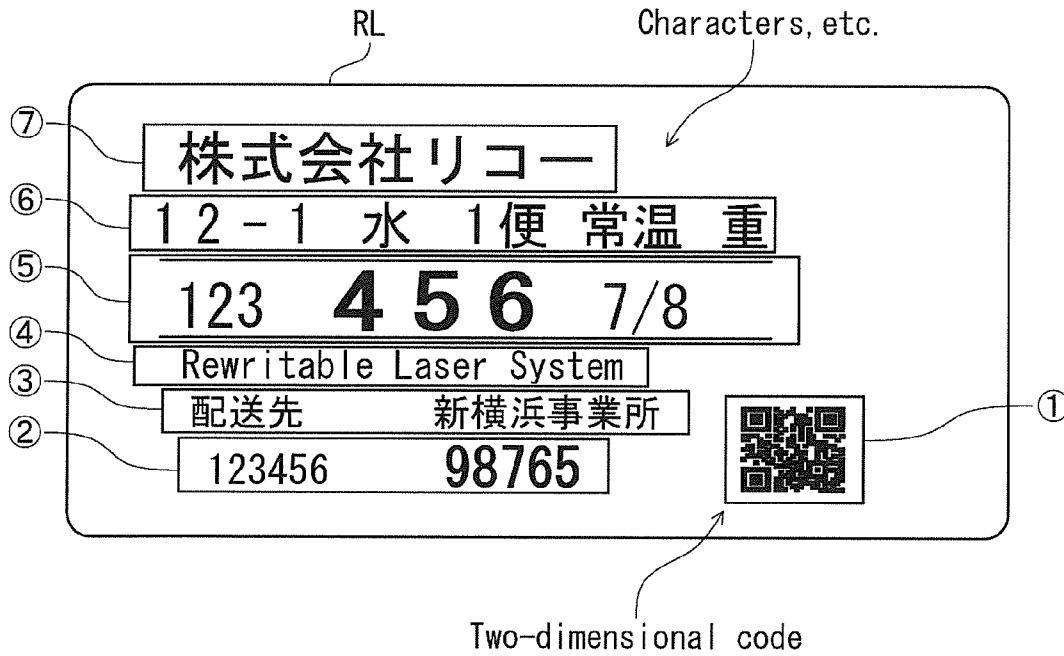 RL
Characters, etc.
⑦ 株式会社リコー
⑥ 12-1 水 1便 常温 重
⑤ 123 456 7/8
④ Rewritable Laser System
③ 配送先 新横浜事業所
② 123456 98765
①
Two-dimensional code